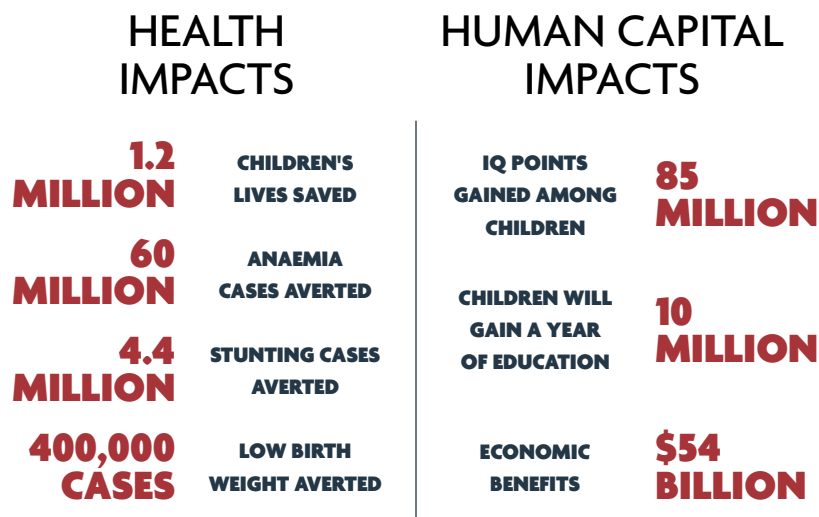 HEALTH
IMPACTS
1.2
MILLION
CHILDREN'S
LIVES SAVED
60
MILLION
ANAEMIA
CASES AVERTED
4.4
MILLION
STUNTING CASES
AVERTED
400,000
CASES
LOW BIRTH
WEIGHT AVERTED
HUMAN CAPITAL
IMPACTS
IQ POINTS
GAINED AMONG
CHILDREN
85
MILLION
CHILDREN WILL
GAIN A YEAR
OF EDUCATION
10
MILLION
ECONOMIC
BENEFITS
$54
BILLION